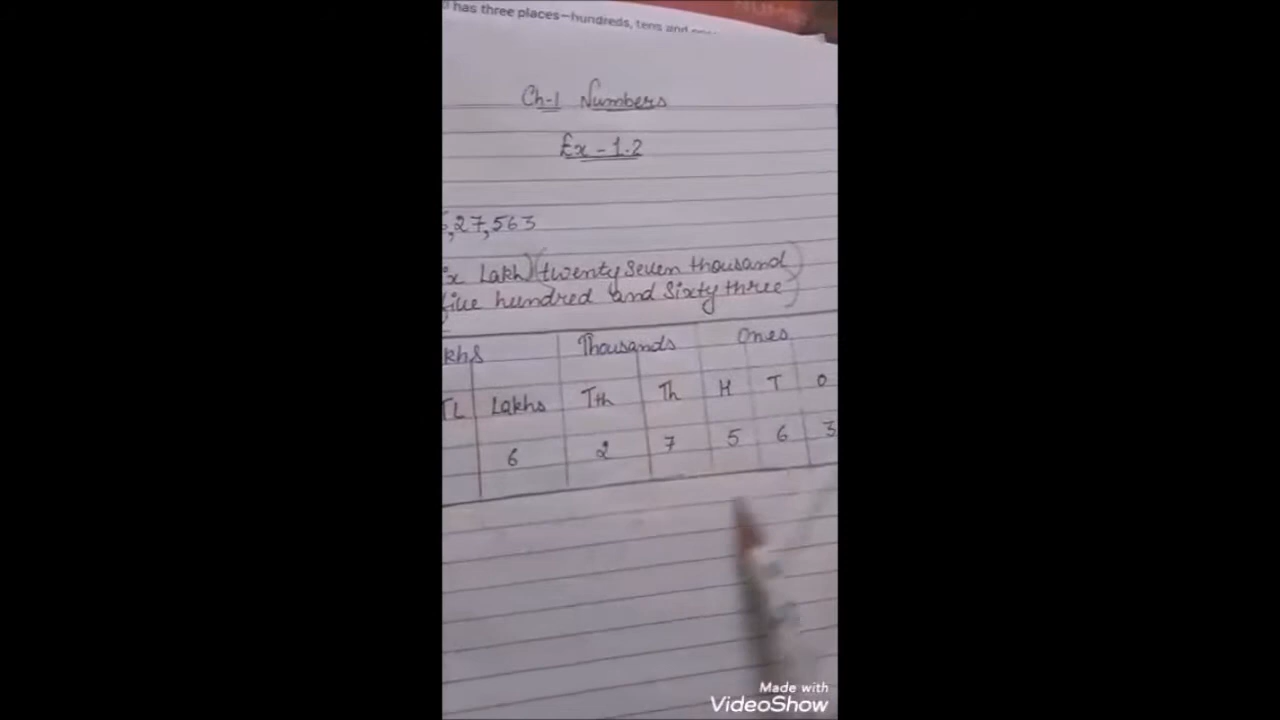 has three places—hundreds, tens and
Ch-1 Numbers
Ex - 1.2
,27,563
Lakh) (twenty seven thousand
five hundred and Sixty three)
khs Thousands Ones
TL Lakhs Tth Th H T O
6 2 7 5 6 3
Made with
VideoShow